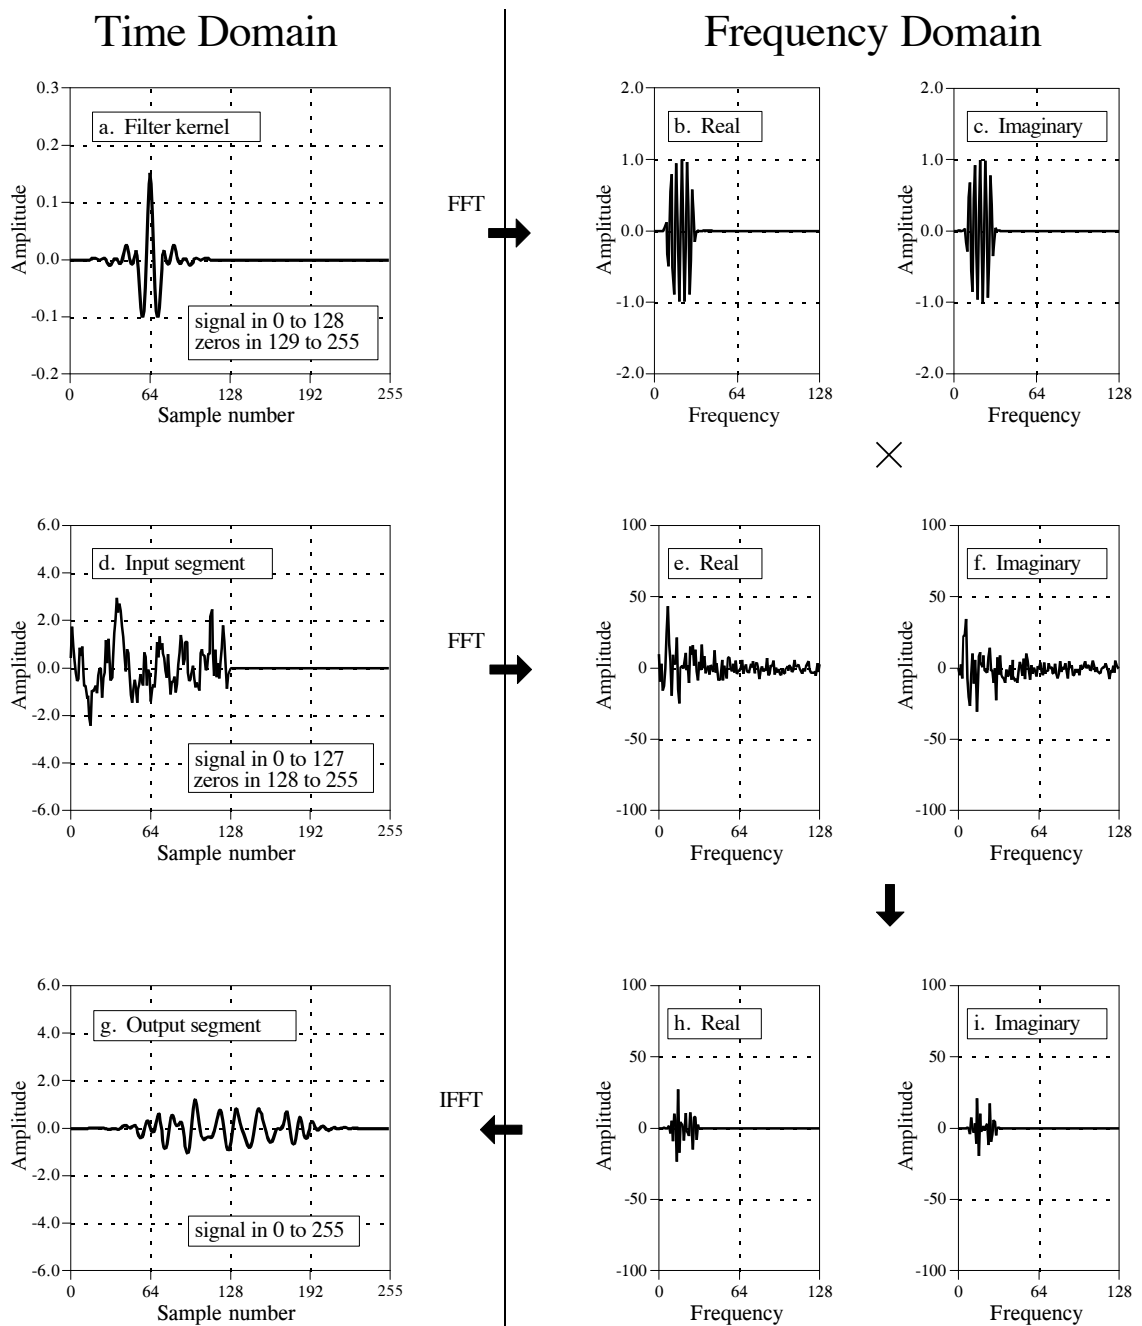 Time Domain
Frequency Domain
0.3
0.2
0.1
0.0
-0.1
-0.2
Amplitude
a. Filter kernel
signal in 0 to 128
zeros in 129 to 255
0 64 128 192 255
Sample number
FFT
2.0
1.0
0.0
-1.0
-2.0
Amplitude
b. Real
0 64 128
Frequency
2.0
1.0
0.0
-1.0
-2.0
Amplitude
c. Imaginary
0 64 128
Frequency
×
6.0
4.0
2.0
0.0
-2.0
-4.0
-6.0
Amplitude
d. Input segment
signal in 0 to 127
zeros in 128 to 255
0 64 128 192 255
Sample number
FFT
100
50
0
-50
-100
Amplitude
e. Real
0 64 128
Frequency
100
50
0
-50
-100
Amplitude
f. Imaginary
0 64 128
Frequency
6.0
4.0
2.0
0.0
-2.0
-4.0
-6.0
Amplitude
g. Output segment
signal in 0 to 255
0 64 128 192 255
Sample number
IFFT
100
50
0
-50
-100
Amplitude
h. Real
0 64 128
Frequency
100
50
0
-50
-100
Amplitude
i. Imaginary
0 64 128
Frequency